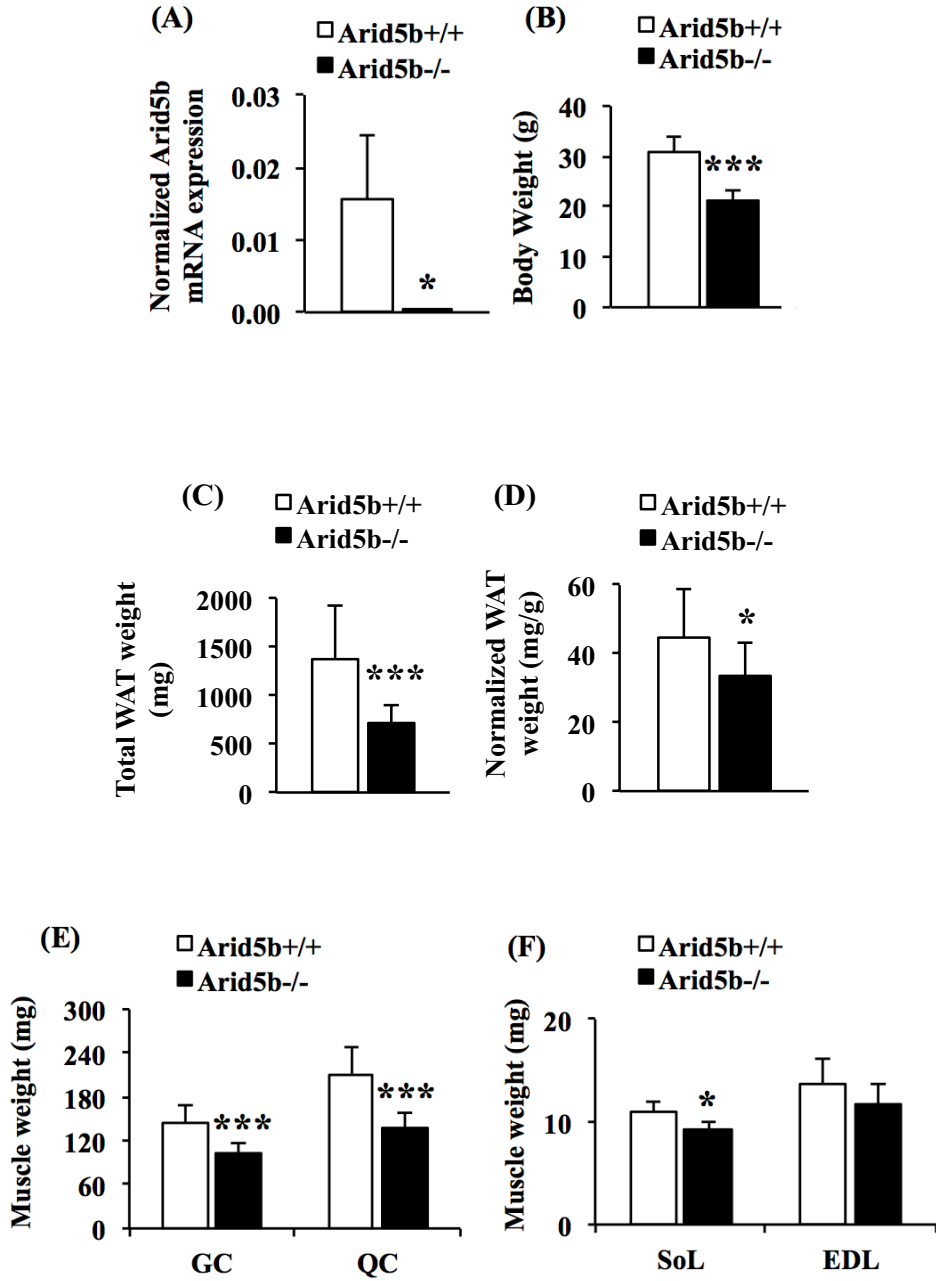 (A)
Arid5b+/+
Arid5b-/-
Normalized Arid5b
mRNA expression
0.03
0.02
0.01
0.00
*
(B)
Arid5b+/+
Arid5b-/-
Body Weight (g)
40
30
20
10
0
***
(C)
Arid5b+/+
Arid5b-/-
Total WAT weight
(mg)
2000
1500
1000
500
0
***
(D)
Arid5b+/+
Arid5b-/-
Normalized WAT
weight (mg/g)
60
40
20
0
*
(E)
Arid5b+/+
Arid5b-/-
Muscle weight (mg)
300
240
180
120
60
0
***
***
GC
QC
(F)
Arid5b+/+
Arid5b-/-
Muscle weight (mg)
20
10
0
*
SoL
EDL